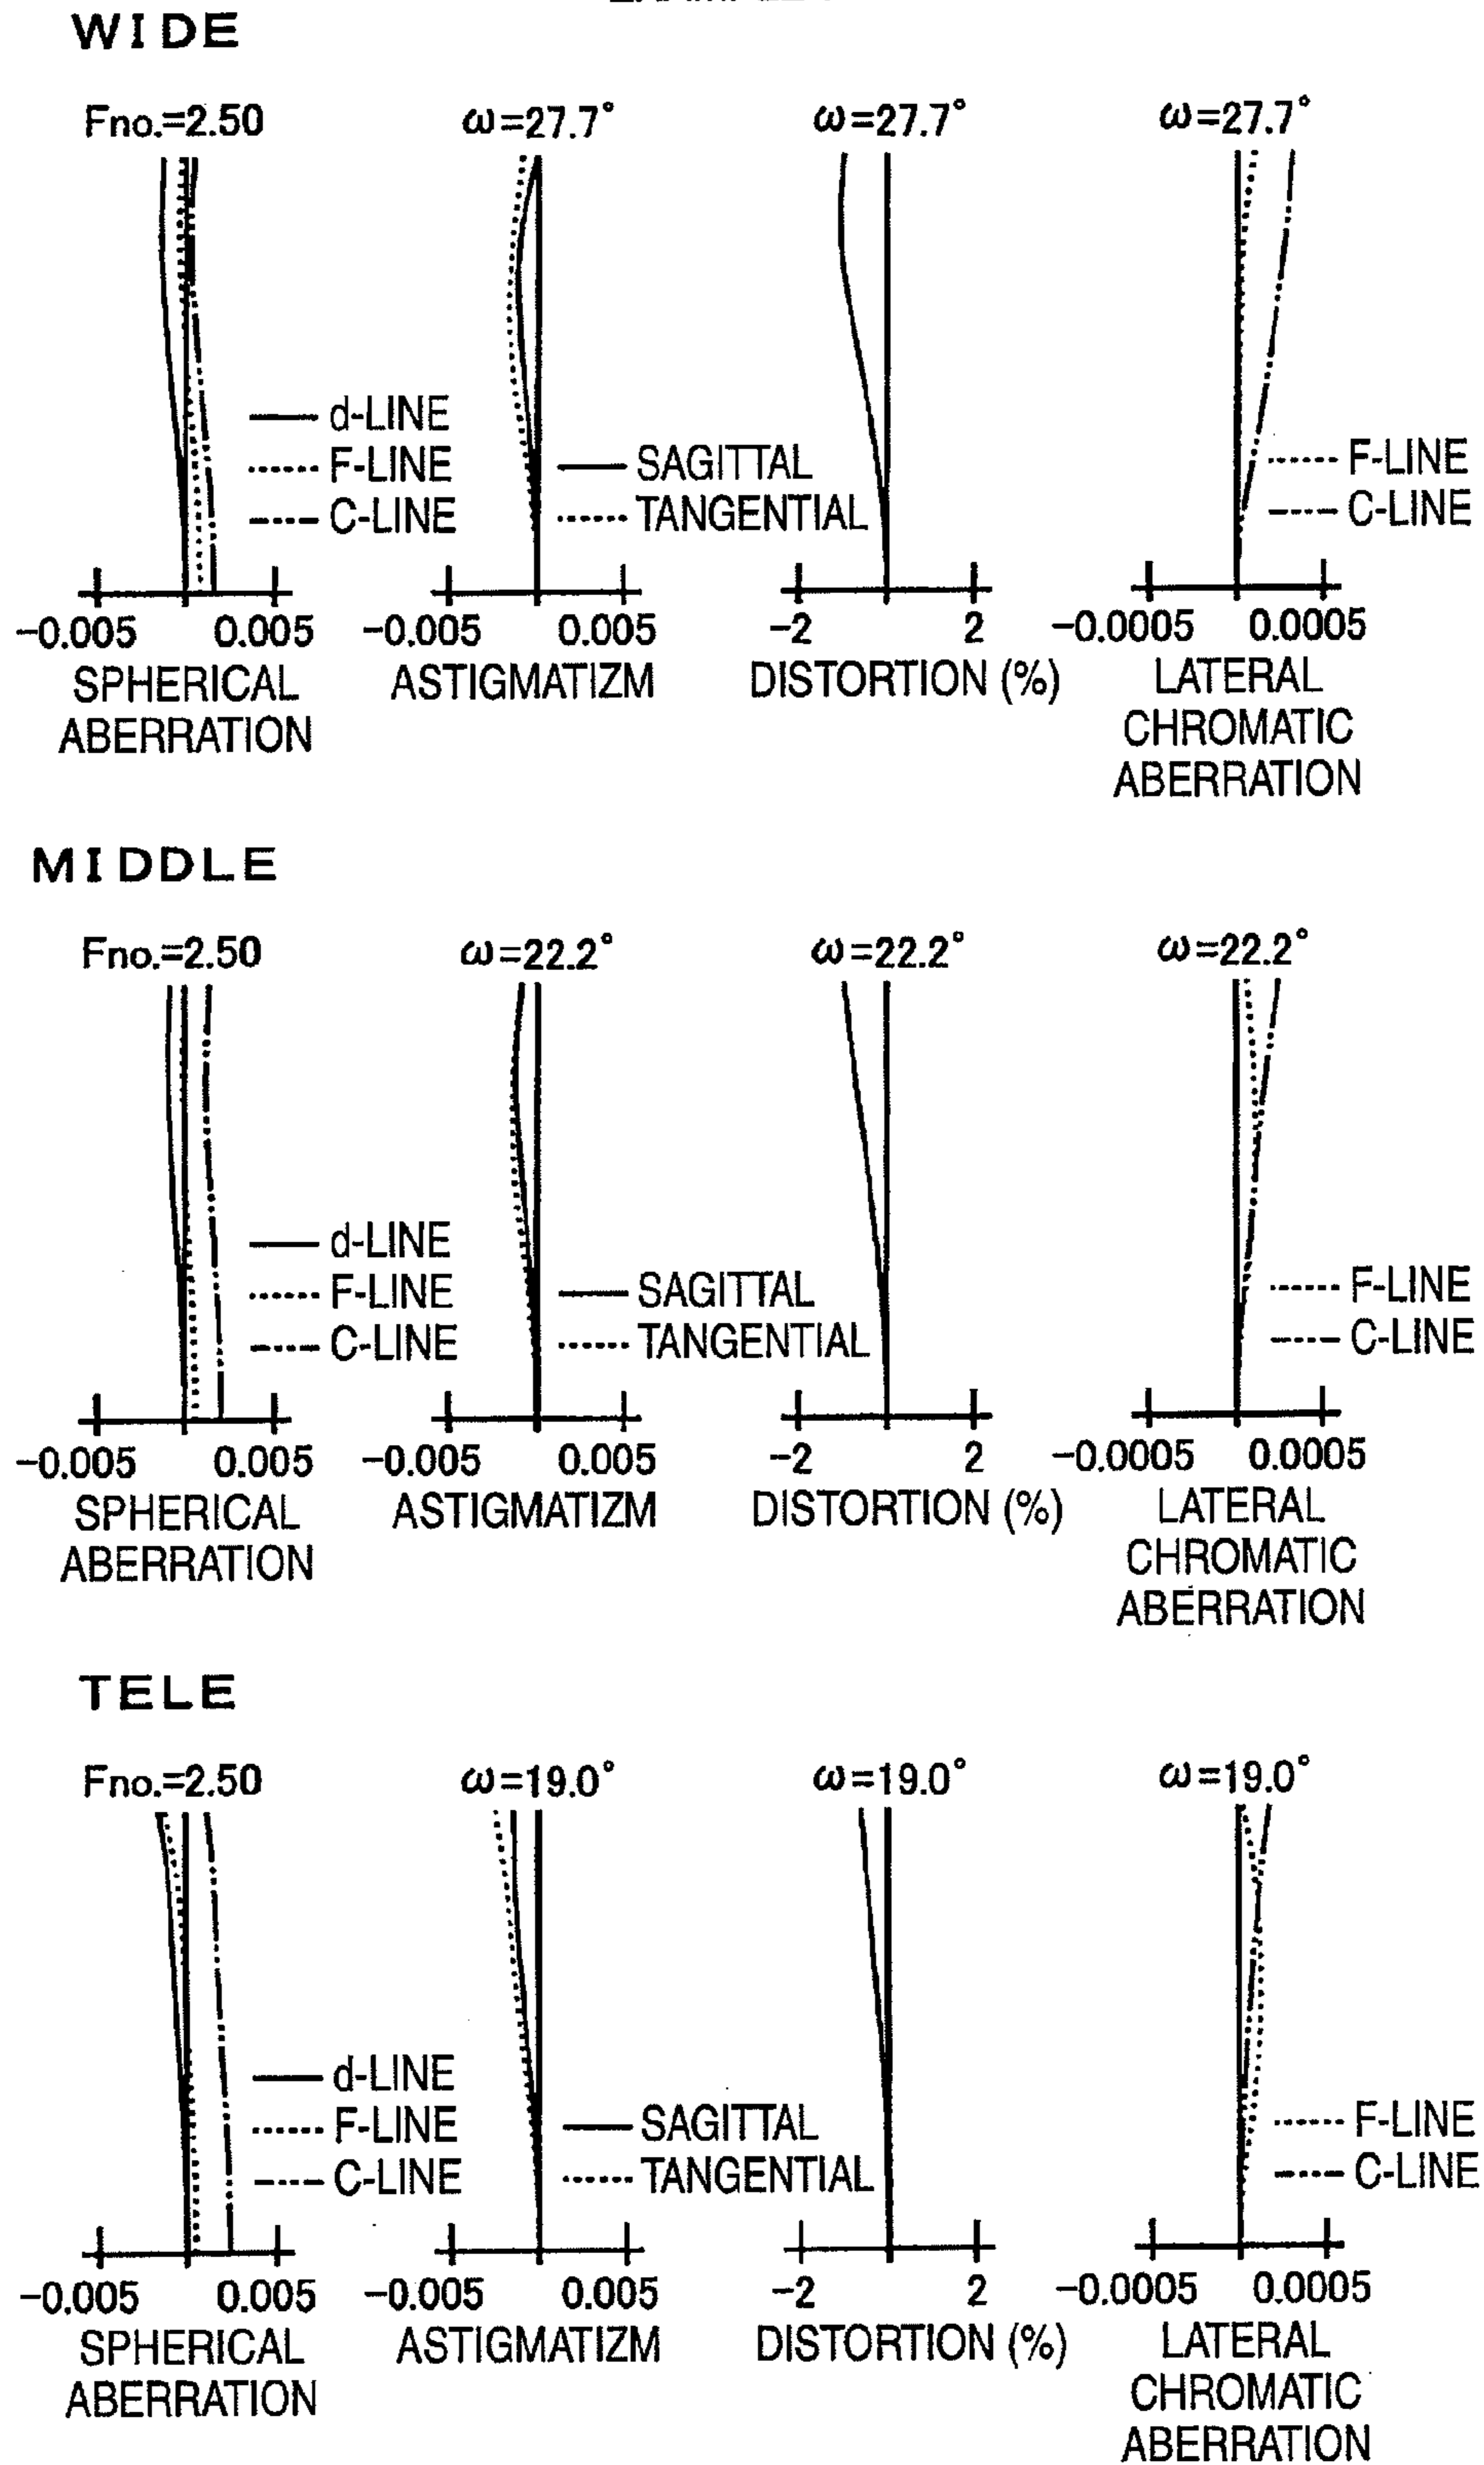 WIDE
Fno.=2.50
ω=27.7°
ω=27.7°
ω=27.7°
d-LINE
F-LINE
C-LINE
SAGITTAL
TANGENTIAL
F-LINE
C-LINE
-0.005 0.005
-0.005 0.005
-2 2
-0.0005 0.0005
SPHERICAL
ABERRATION
ASTIGMATIZM
DISTORTION (%)
LATERAL
CHROMATIC
ABERRATION
MIDDLE
Fno.=2.50
ω=22.2°
ω=22.2°
ω=22.2°
d-LINE
F-LINE
C-LINE
SAGITTAL
TANGENTIAL
F-LINE
C-LINE
-0.005 0.005
-0.005 0.005
-2 2
-0.0005 0.0005
SPHERICAL
ABERRATION
ASTIGMATIZM
DISTORTION (%)
LATERAL
CHROMATIC
ABERRATION
TELE
Fno.=2.50
ω=19.0°
ω=19.0°
ω=19.0°
d-LINE
F-LINE
C-LINE
SAGITTAL
TANGENTIAL
F-LINE
C-LINE
-0.005 0.005
-0.005 0.005
-2 2
-0.0005 0.0005
SPHERICAL
ABERRATION
ASTIGMATIZM
DISTORTION (%)
LATERAL
CHROMATIC
ABERRATION